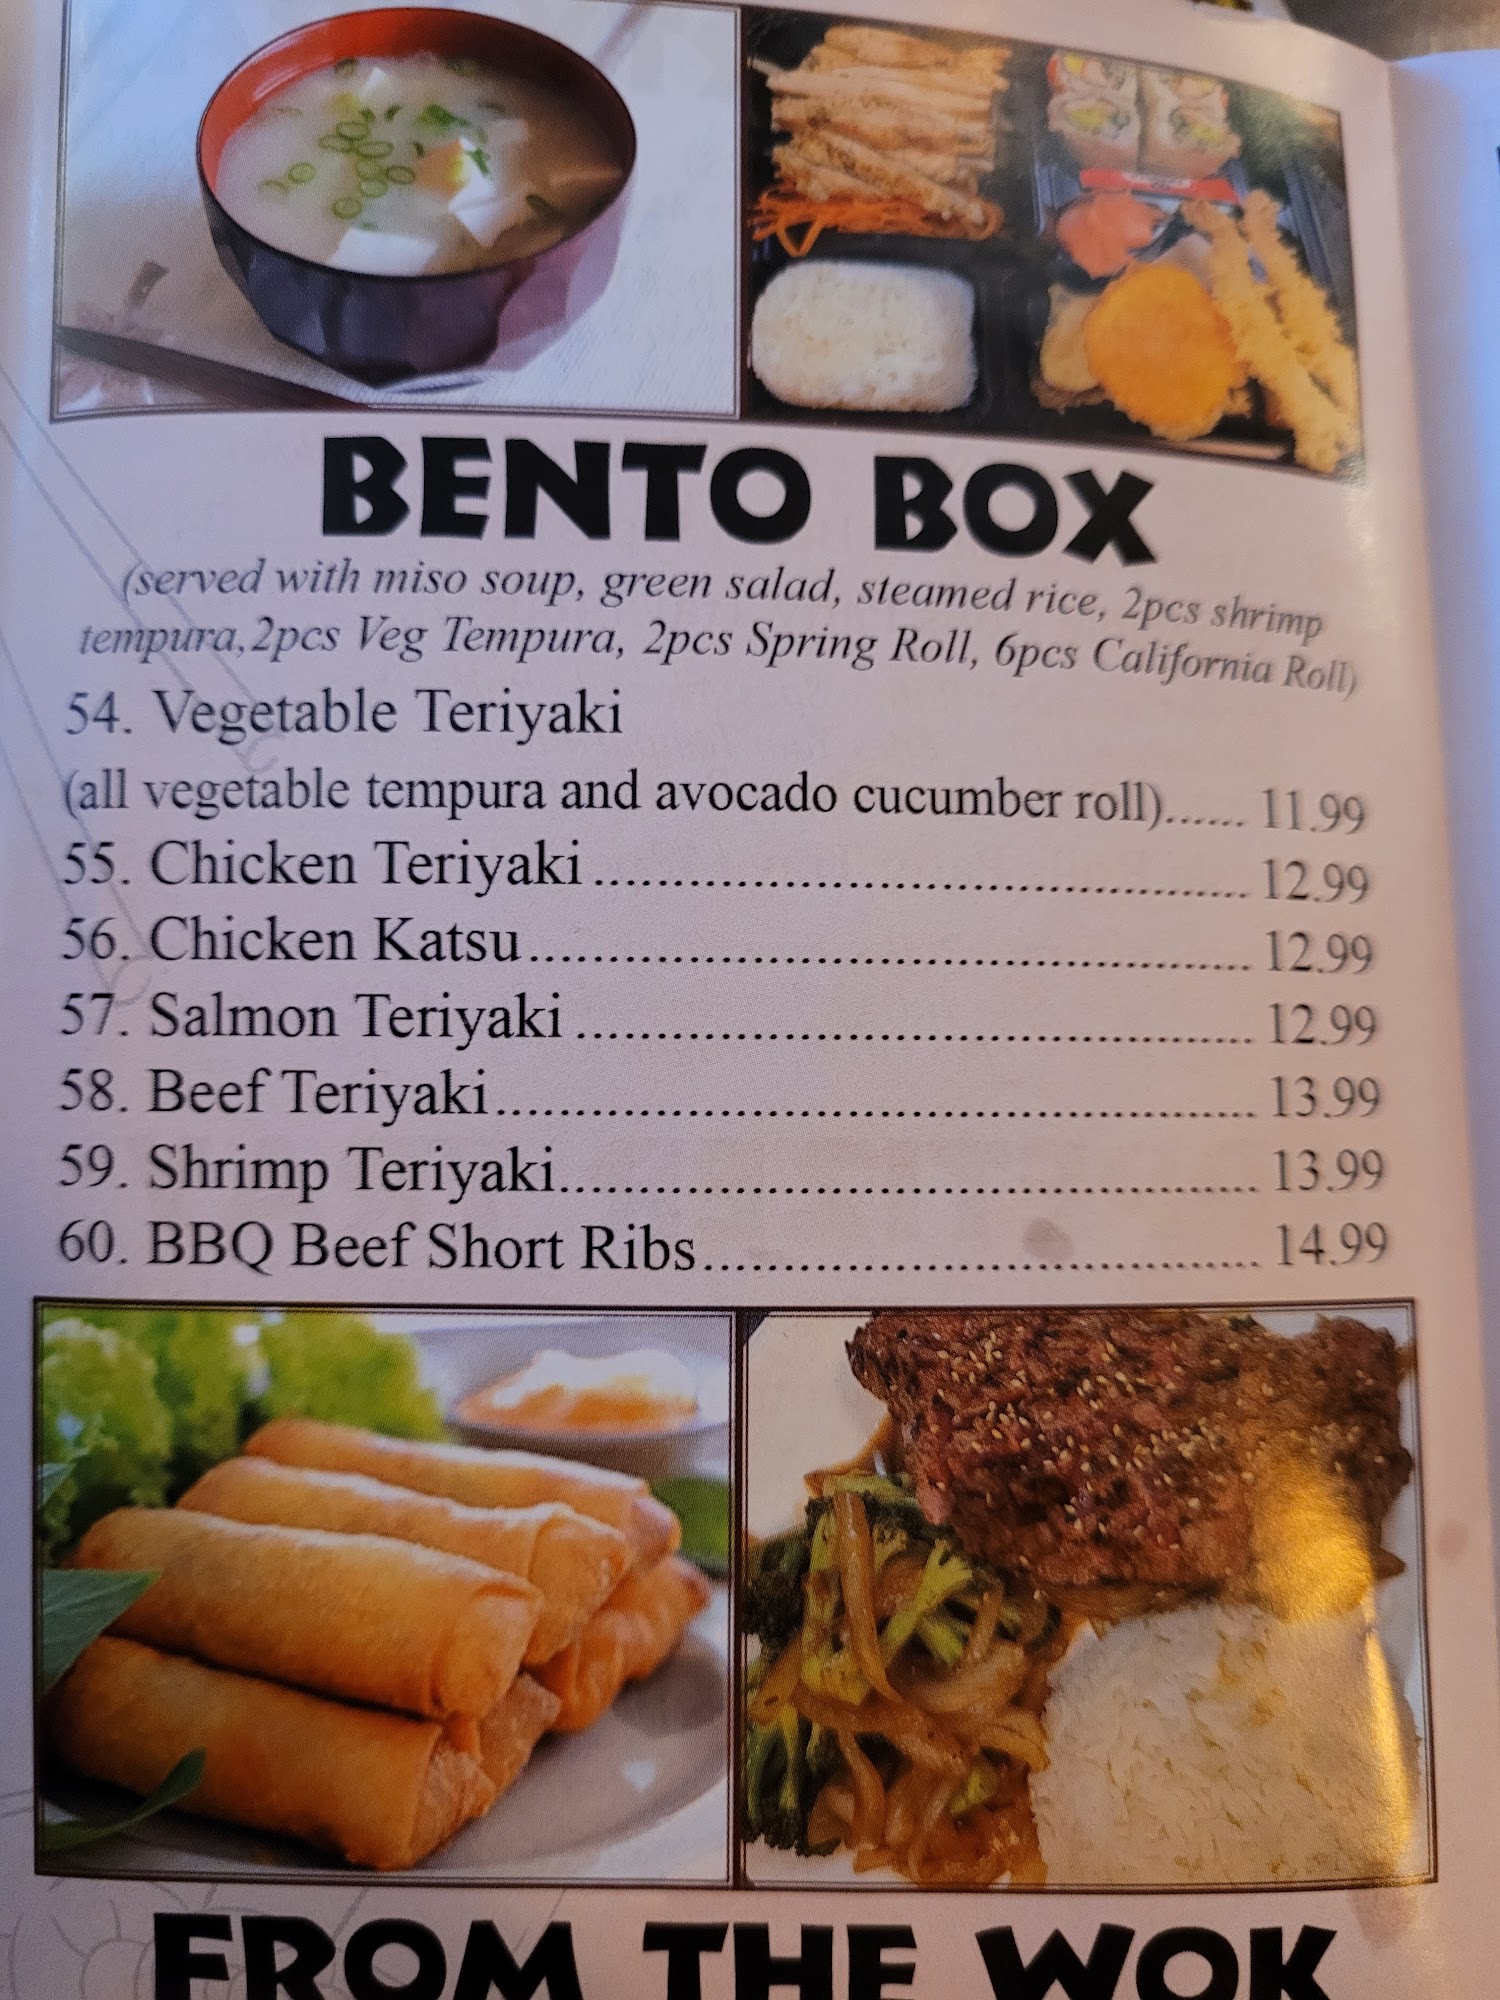 BENTO BOX
(served with miso soup, green salad, steamed rice, 2pcs shrimp
tempura, 2pcs Veg Tempura, 2pcs Spring Roll, 6pcs California Roll)
54. Vegetable Teriyaki
(all vegetable tempura and avocado cucumber roll)...... 11.99
55. Chicken Teriyaki.......................................... 12.99
56. Chicken Katsu.............................................. 12.99
57. Salmon Teriyaki........................................... 12.99
58. Beef Teriyaki................................................ 13.99
59. Shrimp Teriyaki............................................ 13.99
60. BBQ Beef Short Ribs................................... 14.99
FROM THE WOK